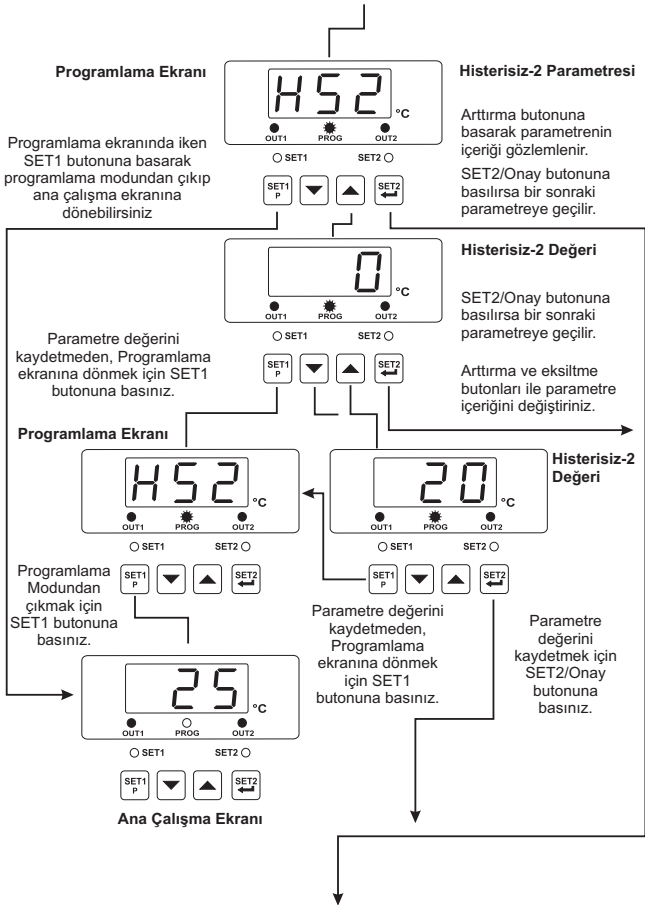 Programlama Ekranı
HS2
°C
OUT1 PROG OUT2
SET1 SET2
SET1 P
SET2
Histerisiz-2 Parametresi
Arttırma butonuna
basarak parametrenin
içeriği gözlemlenir.
SET2/Onay butonuna
basılırsa bir sonraki
parametreye geçilir.
Programlama ekranında iken
SET1 butonuna basarak
programlama modundan çıkıp
ana çalışma ekranına
dönebilirsiniz
0
°C
OUT1 PROG OUT2
SET1 SET2
SET1 P
SET2
Histerisiz-2 Değeri
SET2/Onay butonuna
basılırsa bir sonraki
parametreye geçilir.
Arttırma ve eksiltme
butonları ile parametre
içeriğini değiştiriniz.
Parametre değerini
kaydetmeden, Programlama
ekranına dönmek için SET1
butonuna basınız.
Programlama Ekranı
HS2
°C
OUT1 PROG OUT2
SET1 SET2
SET1 P
SET2
Histerisiz-2
Değeri
20
°C
OUT1 PROG OUT2
SET1 SET2
SET1 P
SET2
Programlama
Modundan
çıkmak için
SET1 butonuna
basınız.
Parametre değerini
kaydetmeden,
Programlama
ekranına dönmek
için SET1
butonuna basınız.
Parametre
değerini
kaydetmek için
SET2/Onay
butonuna
basınız.
25
°C
OUT1 PROG OUT2
SET1 SET2
SET1 P
SET2
Ana Çalışma Ekranı